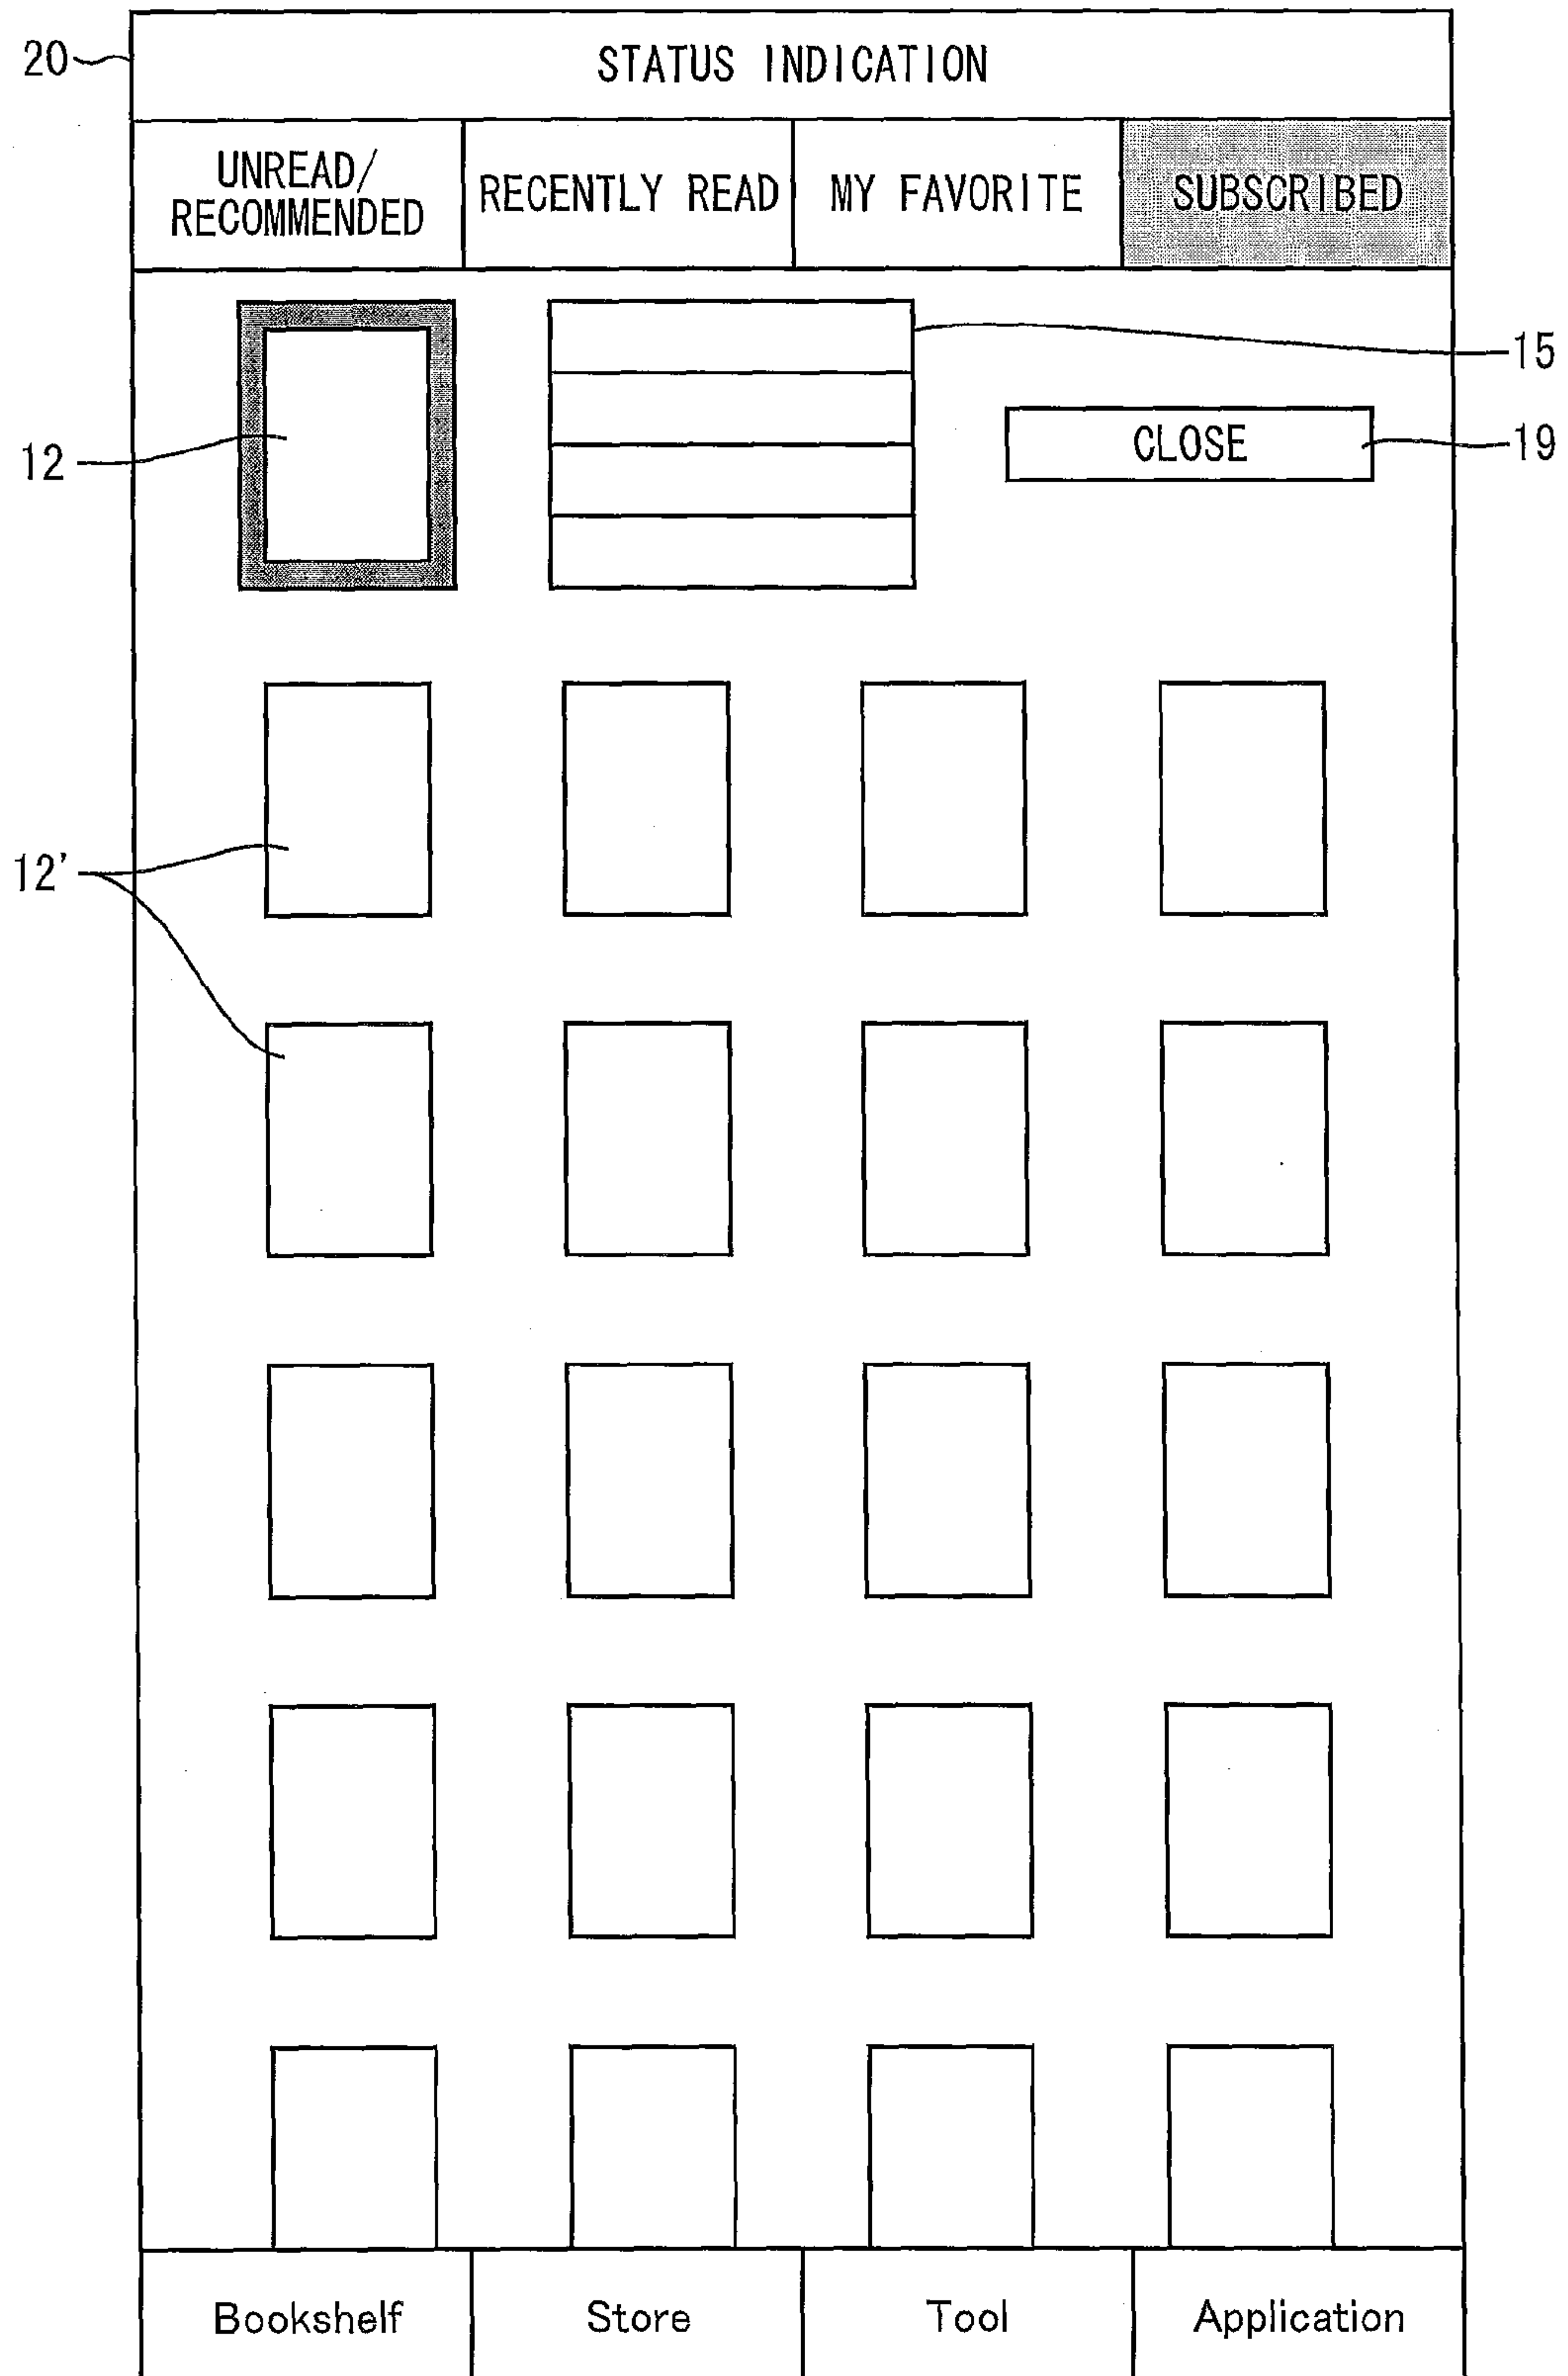 20
STATUS INDICATION
UNREAD/
RECOMMENDED
RECENTLY READ
MY FAVORITE
SUBSCRIBED
15
12
CLOSE
19
12'
Bookshelf
Store
Tool
Application